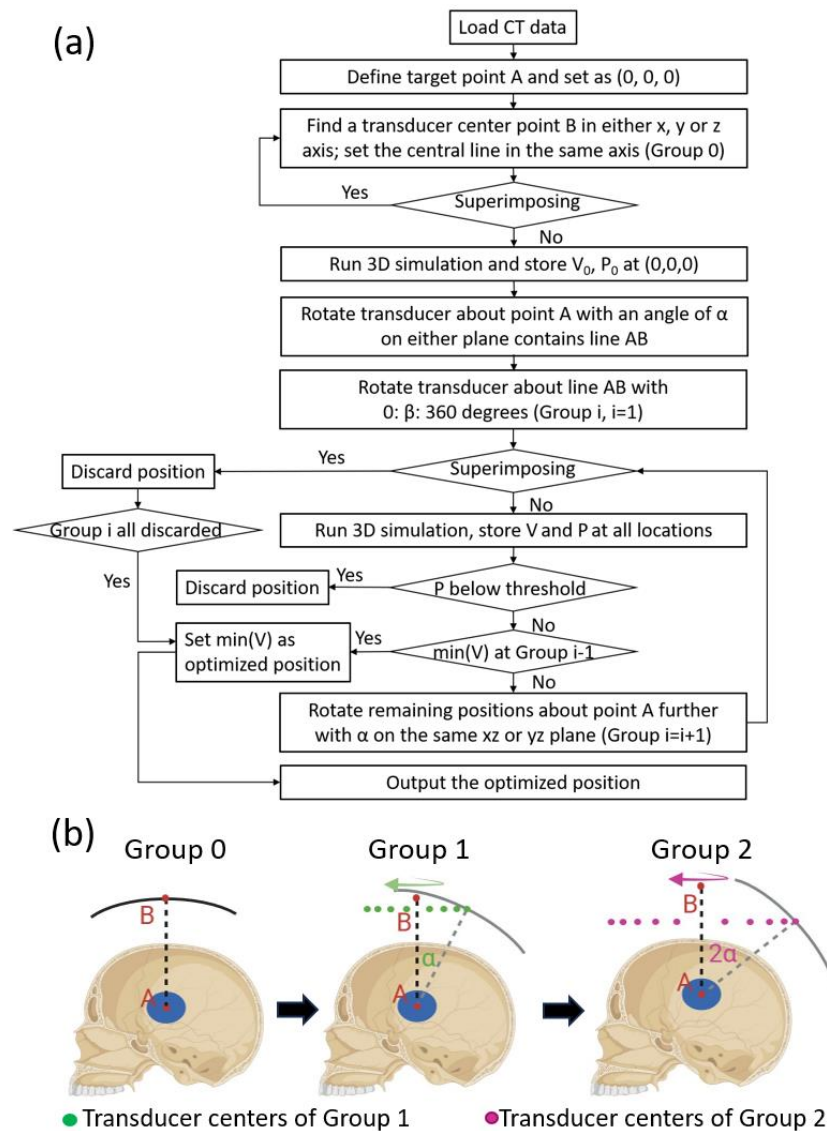 (a)
Load CT data
Define target point A and set as (0, 0, 0)
Find a transducer center point B in either x, y or z
axis; set the central line in the same axis (Group 0)
Yes
Superimposing
No
Run 3D simulation and store V₀, P₀ at (0,0,0)
Rotate transducer about point A with an angle of α
on either plane contains line AB
Rotate transducer about line AB with
0: β: 360 degrees (Group i, i=1)
Yes
Discard position
Superimposing
No
Group i all discarded
Run 3D simulation, store V and P at all locations
Yes
Discard position
Yes
P below threshold
No
Set min(V) as
optimized position
Yes
min(V) at Group i-1
No
Rotate remaining positions about point A further
with α on the same xz or yz plane (Group i=i+1)
Output the optimized position
(b)
Group 0
Group 1
Group 2
B
B
B
α
2α
A
A
A
Transducer centers of Group 1
Transducer centers of Group 2